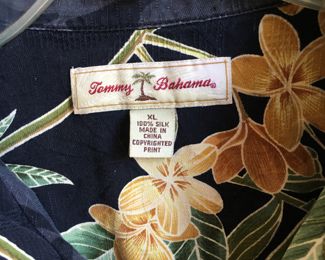 Tommy Bahama®
XL
100% SILK
MADE IN
CHINA
COPYRIGHTED
PRINT